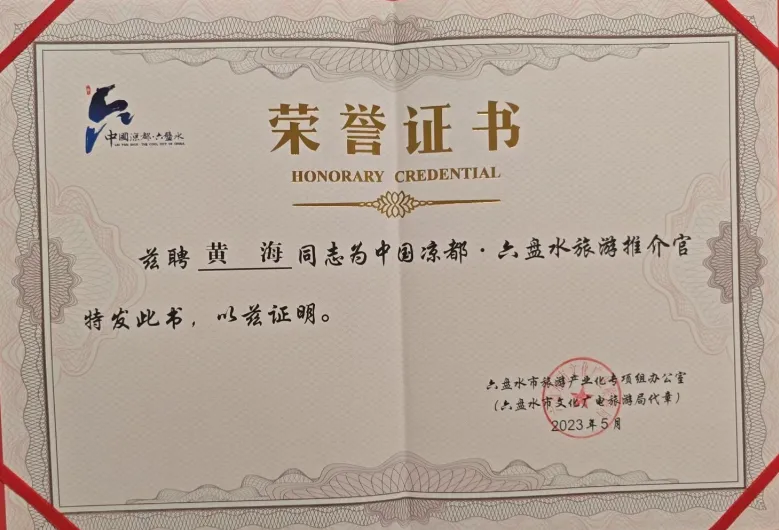 中国凉都·六盘水
荣誉证书
HONORARY CREDENTIAL
兹聘 黄 海 同志为中国凉都·六盘水旅游推介官
特发此书，以兹证明。
六盘水市旅游产业化专项组办公室
（六盘水市文化广电旅游局代章）
2023年5月